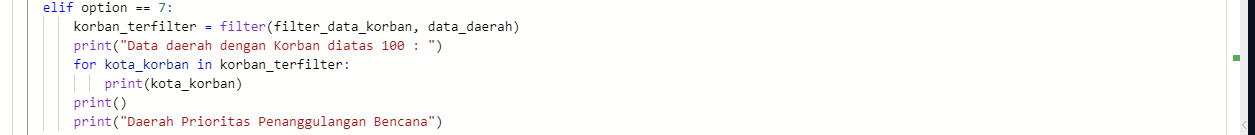 elif option == 7:
korban_terfilter = filter(filter_data_korban, data_daerah)
print("Data daerah dengan Korban diatas 100 : ")
for kota_korban in korban_terfilter:
print(kota_korban)
print()
print("Daerah Prioritas Penanggulangan Bencana")